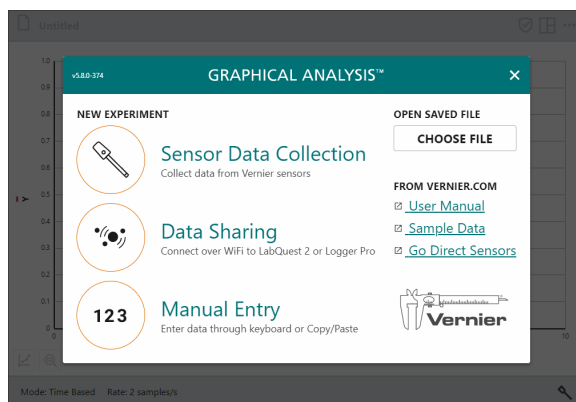 Untitled
v5.8.0-374
GRAPHICAL ANALYSIS™
NEW EXPERIMENT
Sensor Data Collection
Collect data from Vernier sensors
Data Sharing
Connect over WiFi to LabQuest 2 or Logger Pro
123
Manual Entry
Enter data through keyboard or Copy/Paste
OPEN SAVED FILE
CHOOSE FILE
FROM VERNIER.COM
User Manual
Sample Data
Go Direct Sensors
Vernier
1.0
0.9
0.8
0.7
0.6
0.5
0.4
0.3
0.2
0.1
0
Y
0
10
Mode: Time Based Rate: 2 samples/s